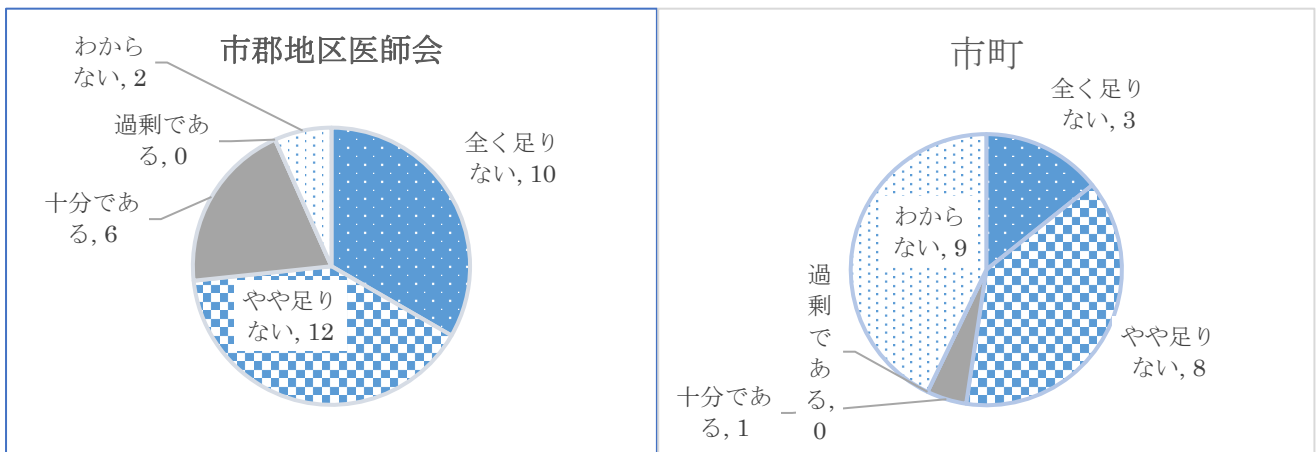 市郡地区医師会
わから
ない, 2
過剰であ
る, 0
十分であ
る, 6
全く足り
ない, 10
やや足り
ない, 12
市町
全く足り
ない, 3
わから
ない, 9
過
剰
で
あ
る,
0
十分であ
る, 1
やや足り
ない, 8